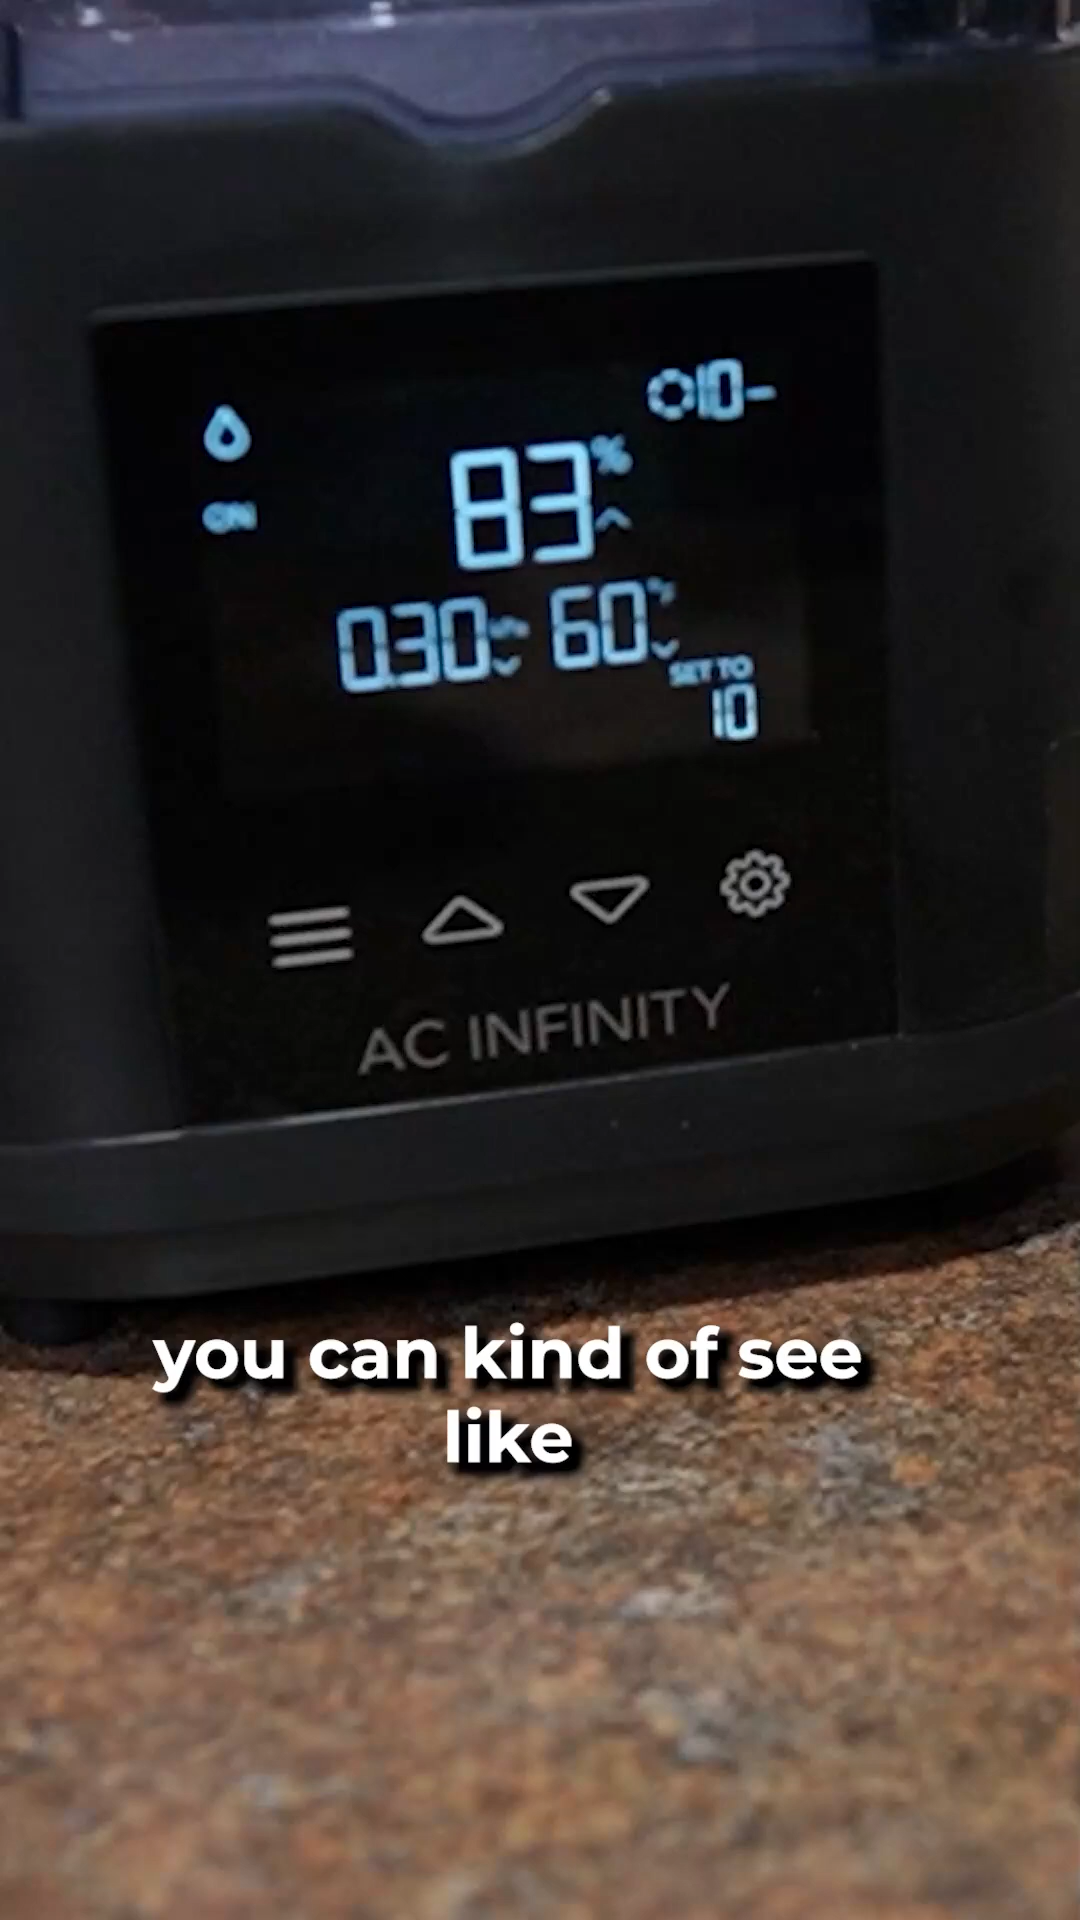 10-
83%
ON
0.30 60
SET TO
10
AC INFINITY
you can kind of see
like